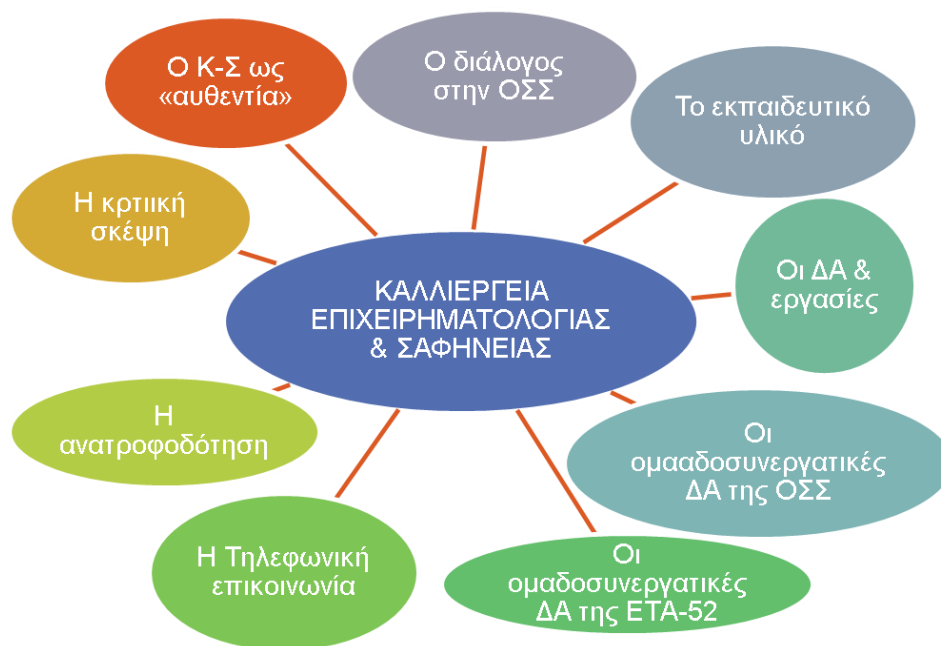 Ο διάλογος
στην ΟΣΣ
Το εκπαιδευτικό
υλικό
Οι ΔΑ &
εργασίες
Οι
ομααδοσυνεργατικές
ΔΑ της ΟΣΣ
Οι
ομαδοσυνεργατικές
ΔΑ της ΕΤΑ-52
Η Τηλεφωνική
επικοινωνία
Η
ανατροφοδότηση
Η κρτιική
σκέψη
Ο Κ-Σ ως
«αυθεντία»
ΚΑΛΛΙΕΡΓΕΙΑ
ΕΠΙΧΕΙΡΗΜΑΤΟΛΟΓΙΑΣ
& ΣΑΦΗΝΕΙΑΣ